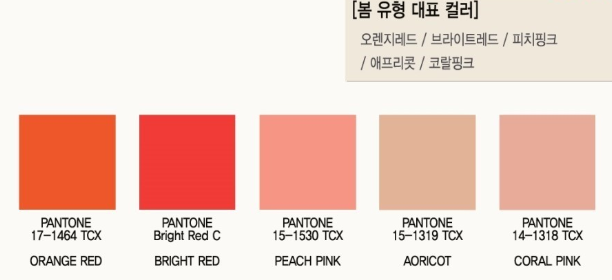 [봄 유형 대표 컬러]
오렌지레드 / 브라이트레드 / 피치핑크
/ 애프리콧 / 코랄핑크
PANTONE
17-1464 TCX
ORANGE RED
PANTONE
Bright Red C
BRIGHT RED
PANTONE
15-1530 TCX
PEACH PINK
PANTONE
15-1319 TCX
AORICOT
PANTONE
14-1318 TCX
CORAL PINK